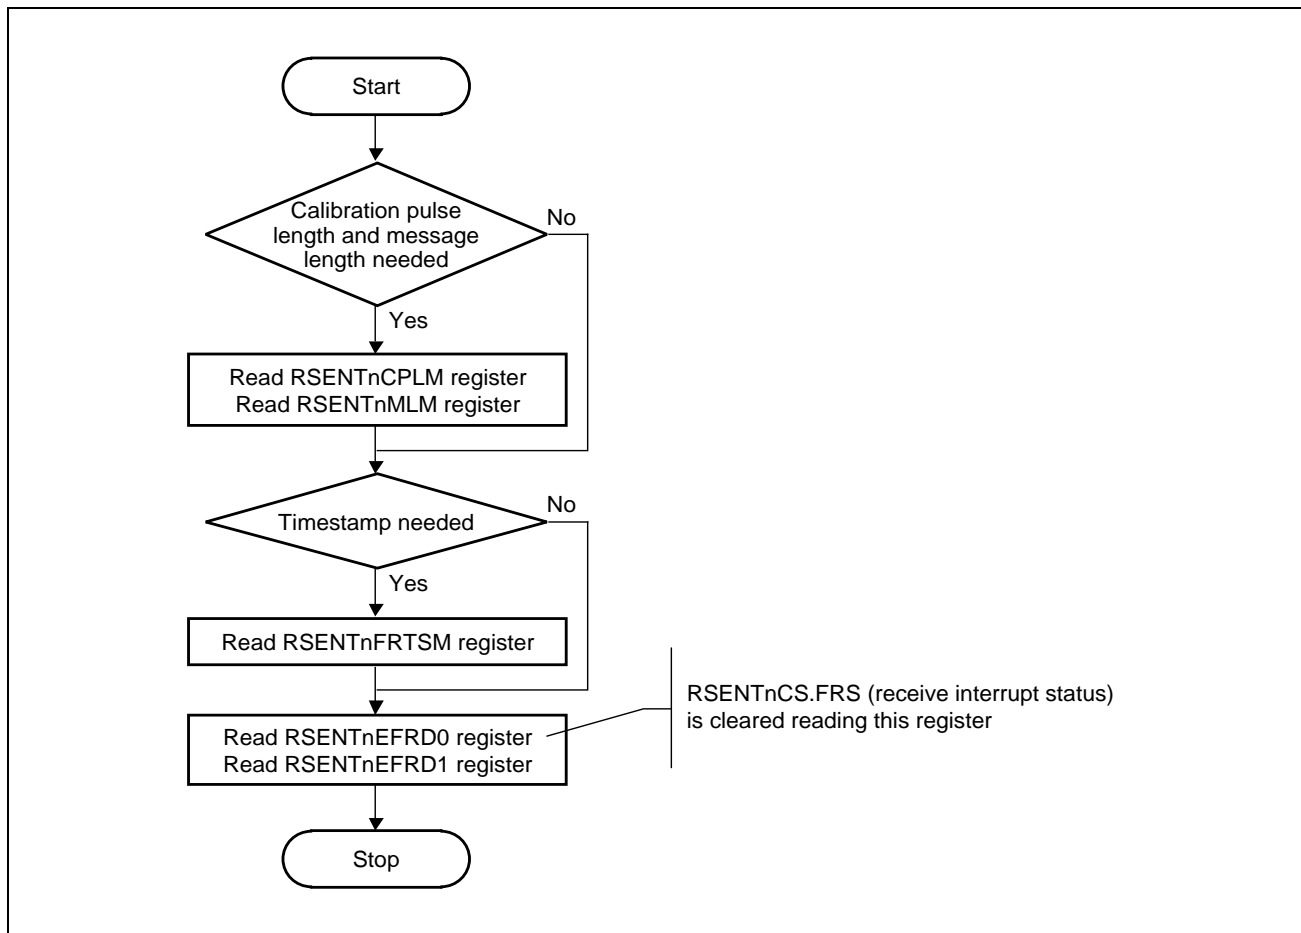 Start
Calibration pulse
length and message
length needed
No
Yes
Read RSENTnCPLM register
Read RSENTnMLM register
Timestamp needed
No
Yes
Read RSENTnFRTSM register
RSENTnCS.FRS (receive interrupt status)
is cleared reading this register
Read RSENTnEFRD0 register
Read RSENTnEFRD1 register
Stop